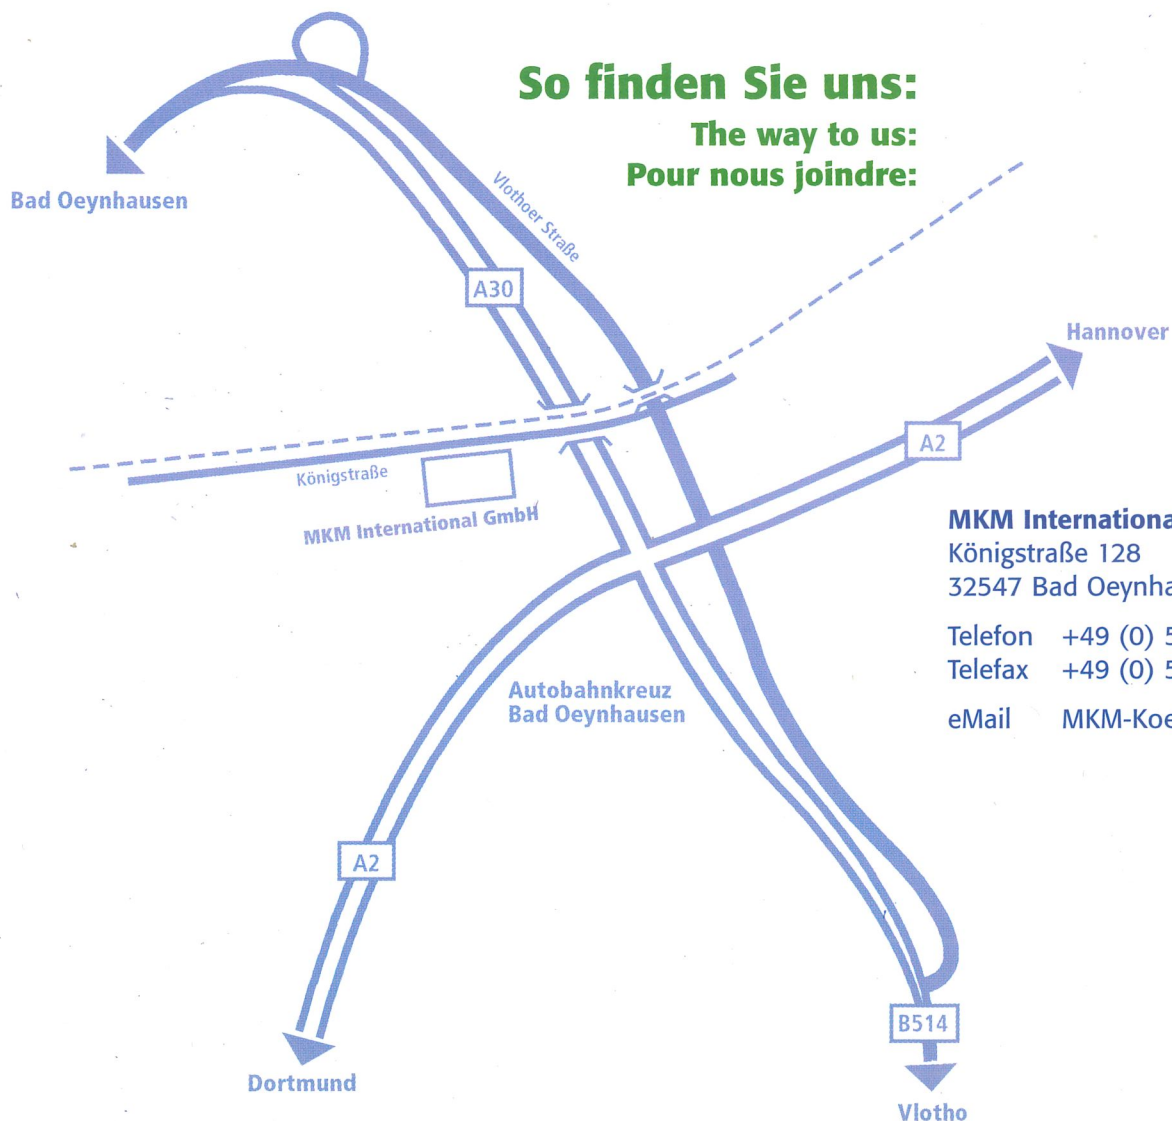 So finden Sie uns:
The way to us:
Pour nous joindre:
Bad Oeynhausen
Vlothoer Straße
A30
Hannover
A2
Königstraße
MKM International GmbH
MKM Internationa
Königstraße 128
32547 Bad Oeynha
Telefon +49 (0) 5
Telefax +49 (0) 5
eMail MKM-Koe
Autobahnkreuz
Bad Oeynhausen
A2
B514
Dortmund
Vlotho